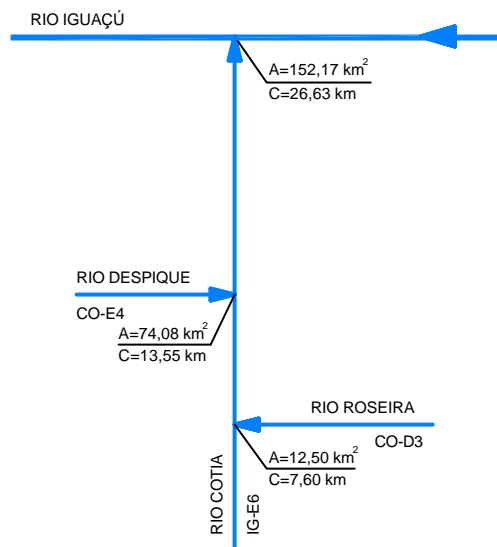 RIO IGUAÇÚ
A=152,17 km²
C=26,63 km
RIO DESPIQUE
CO-E4
A=74,08 km²
C=13,55 km
RIO ROSEIRA
CO-D3
A=12,50 km²
C=7,60 km
RIO COTIA
IG-E6